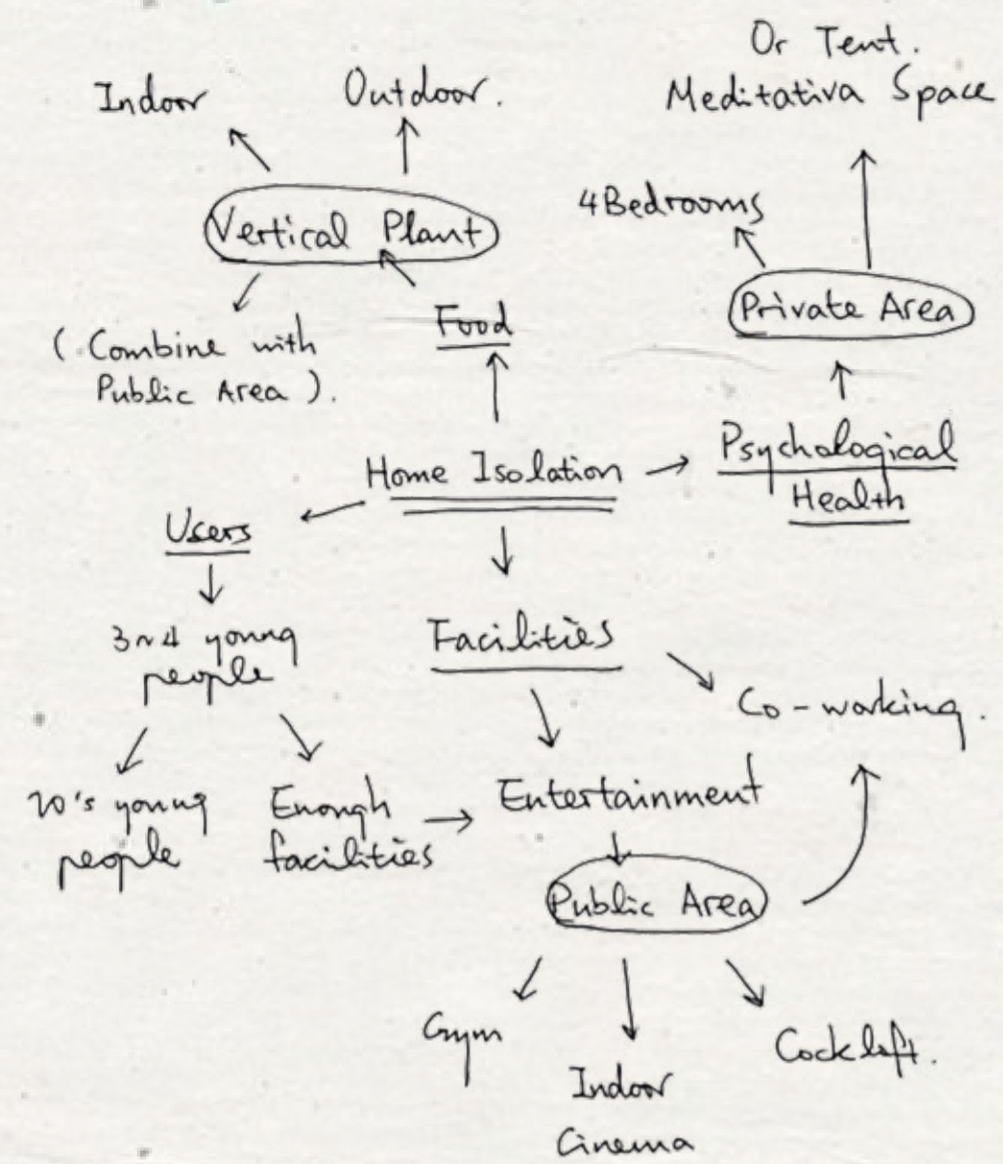 Or Tent.
Meditativa Space
Indoor
Outdoor.
4 Bedrooms
Vertical Plant
Private Area
Food
(Combine with
Public Area).
Home Isolation
Psychological
Health
Users
3~4 young
people
Facilities
Co-working.
20's young
people
Enough
facilities
Entertainment
Public Area
Gym
Indoor
Cinema
Cockloft.